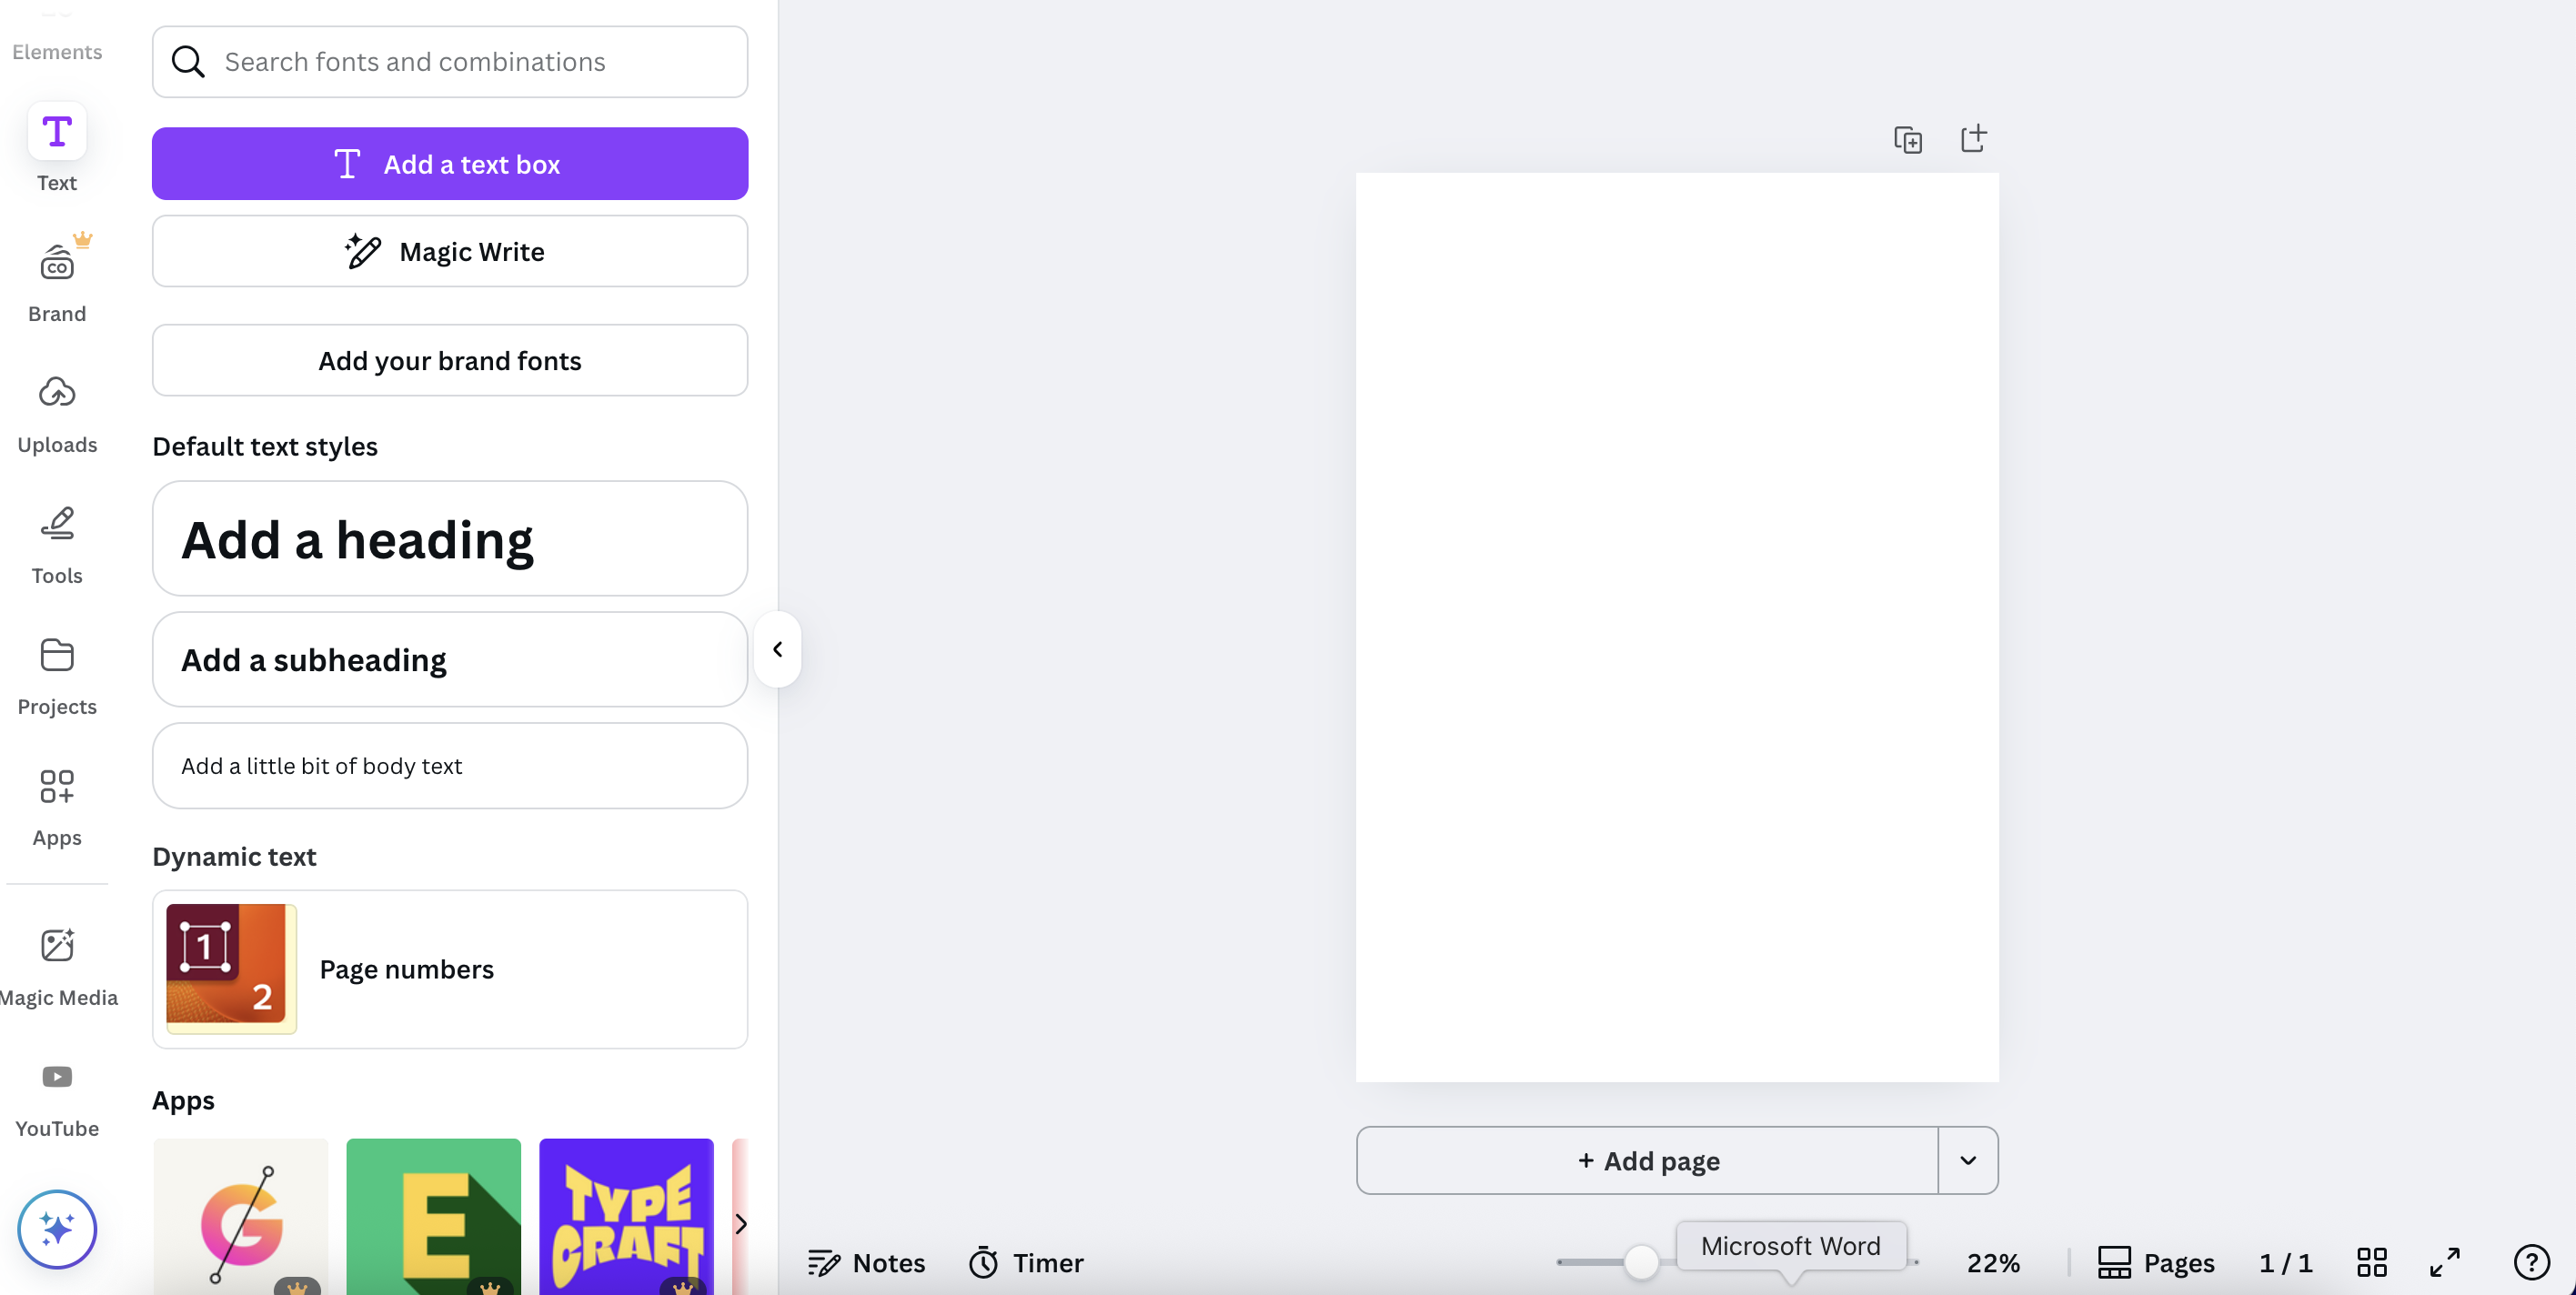 Elements
Text
Brand
Uploads
Tools
Projects
Apps
Magic Media
YouTube
Search fonts and combinations
Add a text box
Magic Write
Add your brand fonts
Default text styles
Add a heading
Add a subheading
Add a little bit of body text
Dynamic text
1
2
Page numbers
Apps
G
E
TYPE
CRAFT
+ Add page
Notes
Timer
Microsoft Word
22%
Pages
1 / 1
?
CO